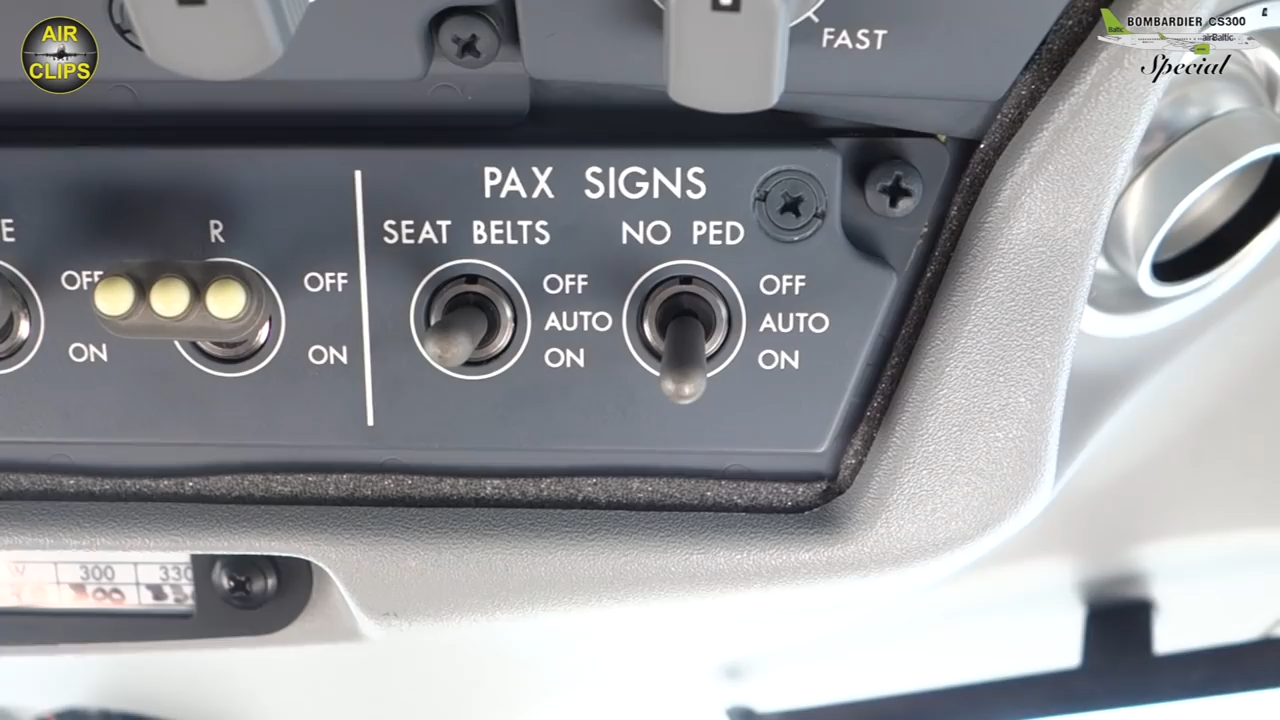 AIR
CLIPS
BOMBARDIER CS300
Baltic
airBaltic
Special
FAST
PAX SIGNS
SEAT BELTS
NO PED
E
R
OFF
ON
OFF
ON
OFF
AUTO
ON
OFF
AUTO
ON
300
330